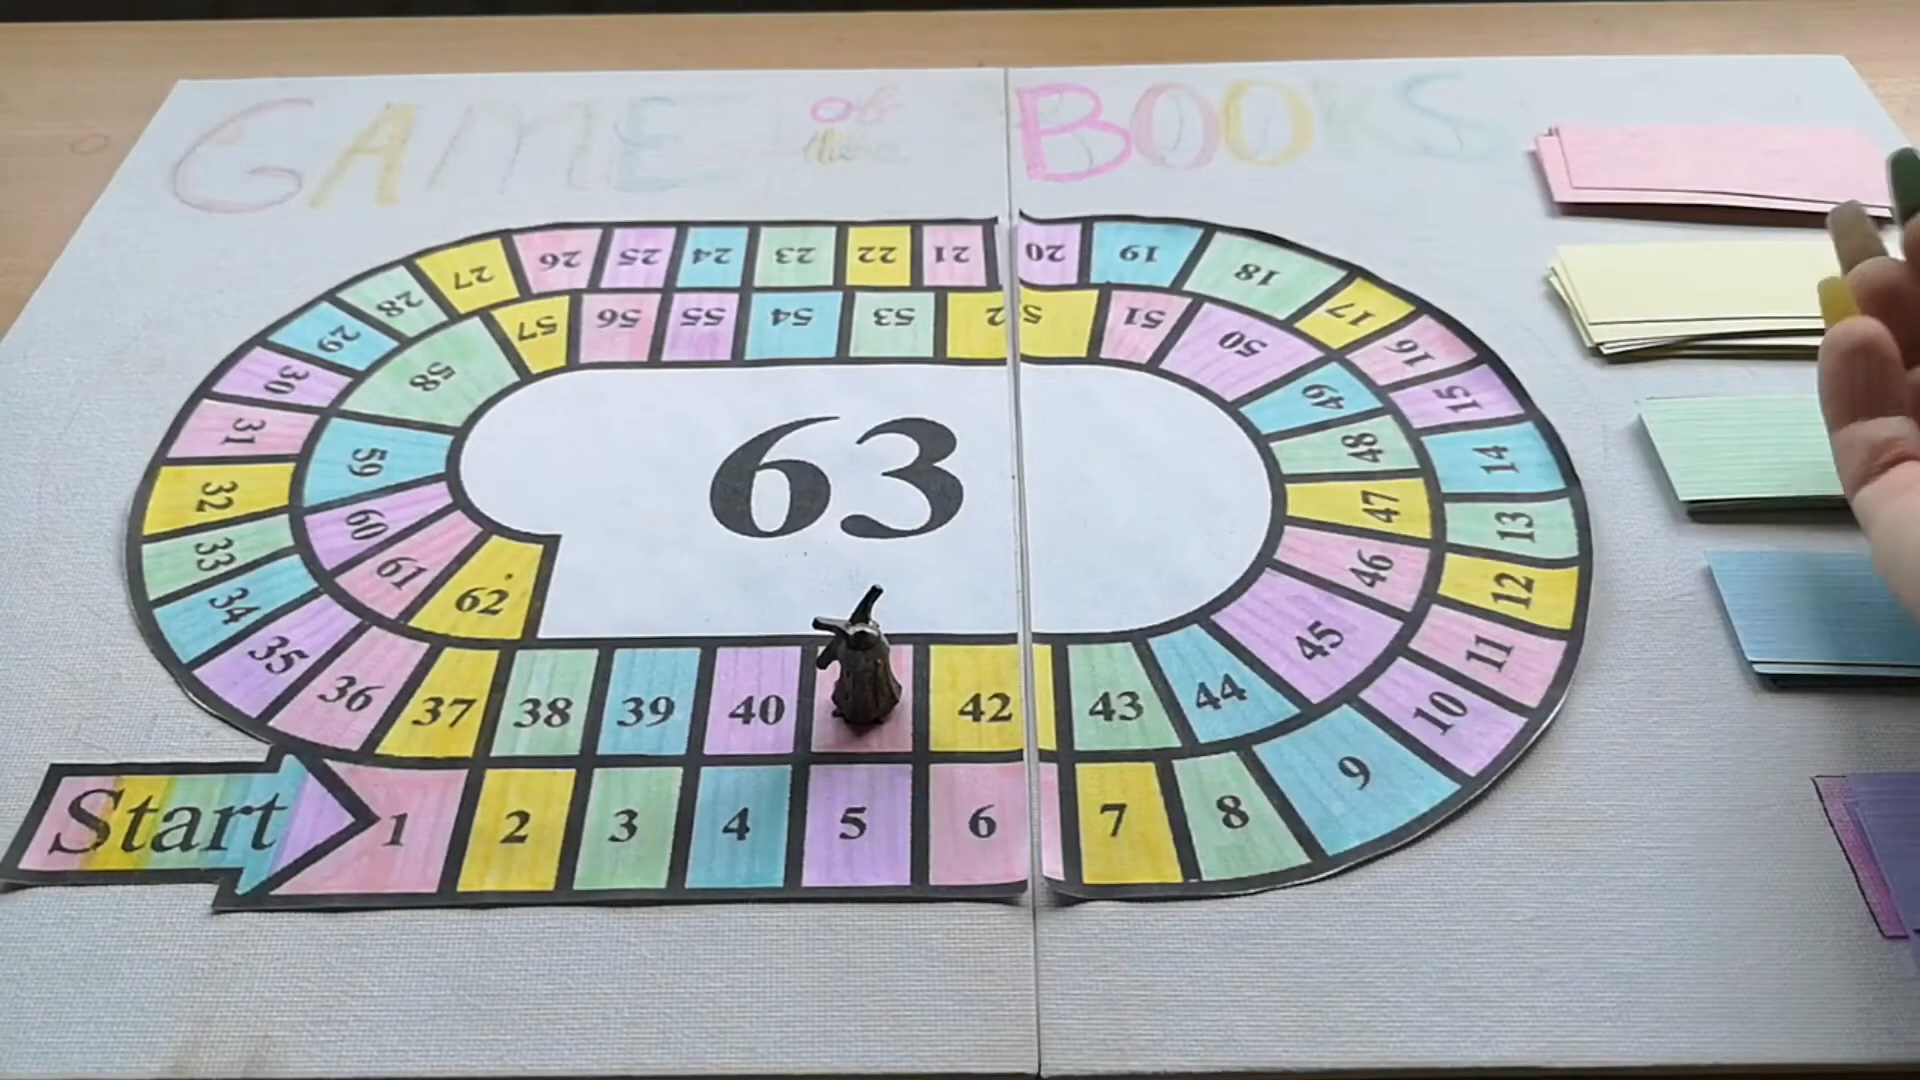 GAME of the BOOKS
26 25 24 23 22 21 20 19
27 18
28 57 56 55 54 53 52 51 17
29 58 50 16
30 49 15
31 59 48 14
32 60 63 47 13
33 61 46 12
34 62 45 11
35 36 37 38 39 40 42 43 44 10
Start 1 2 3 4 5 6 7 8 9